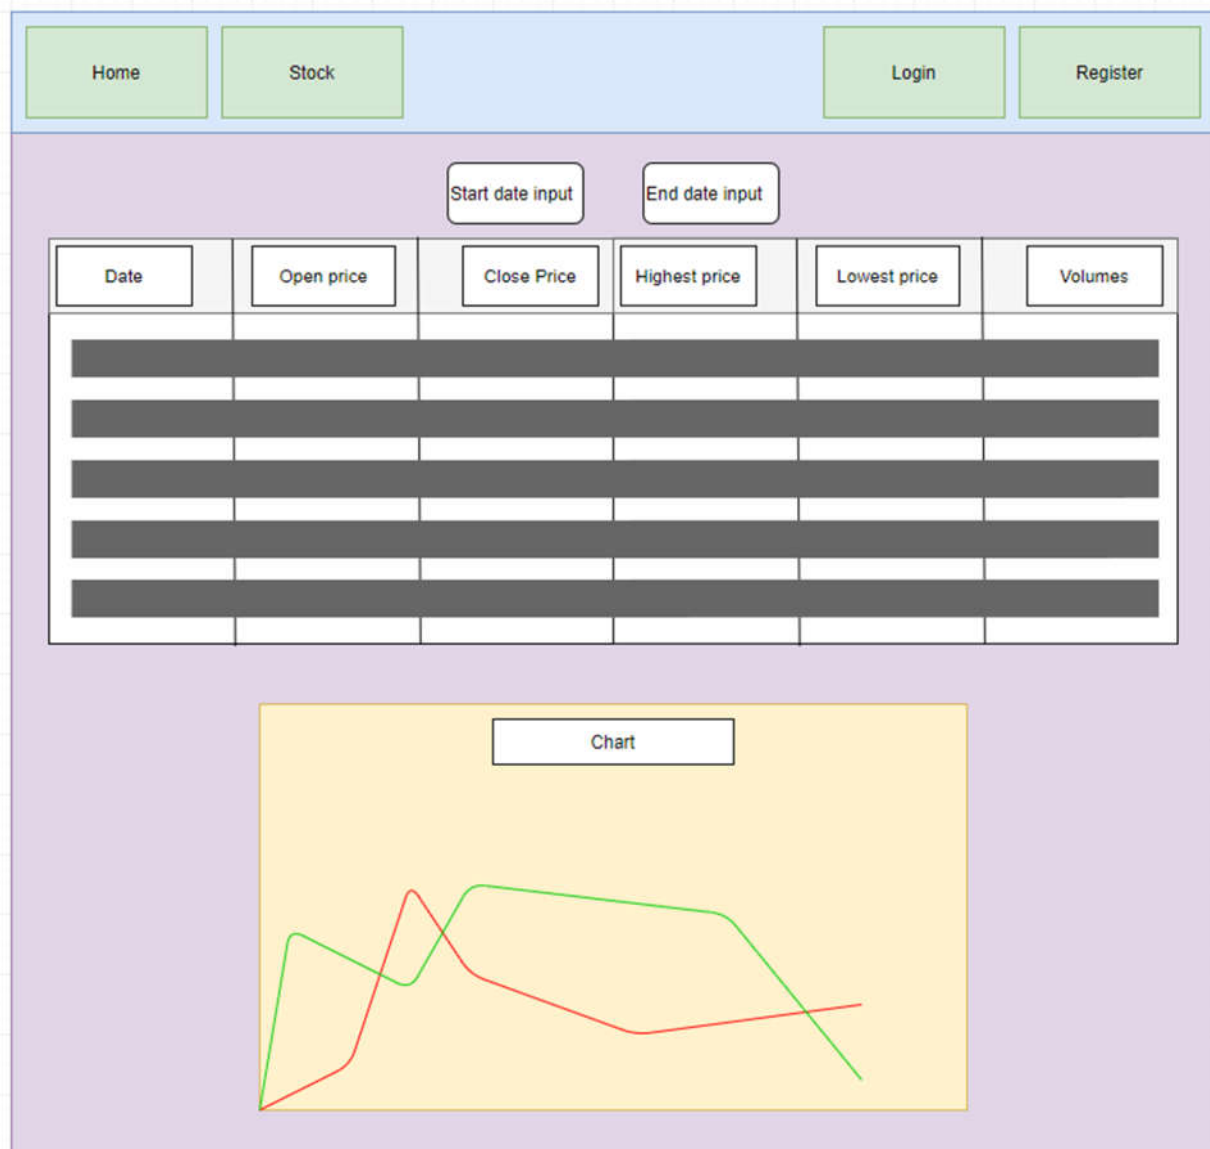 Home
Stock
Login
Register
Start date input
End date input
Date
Open price
Close Price
Highest price
Lowest price
Volumes
Chart